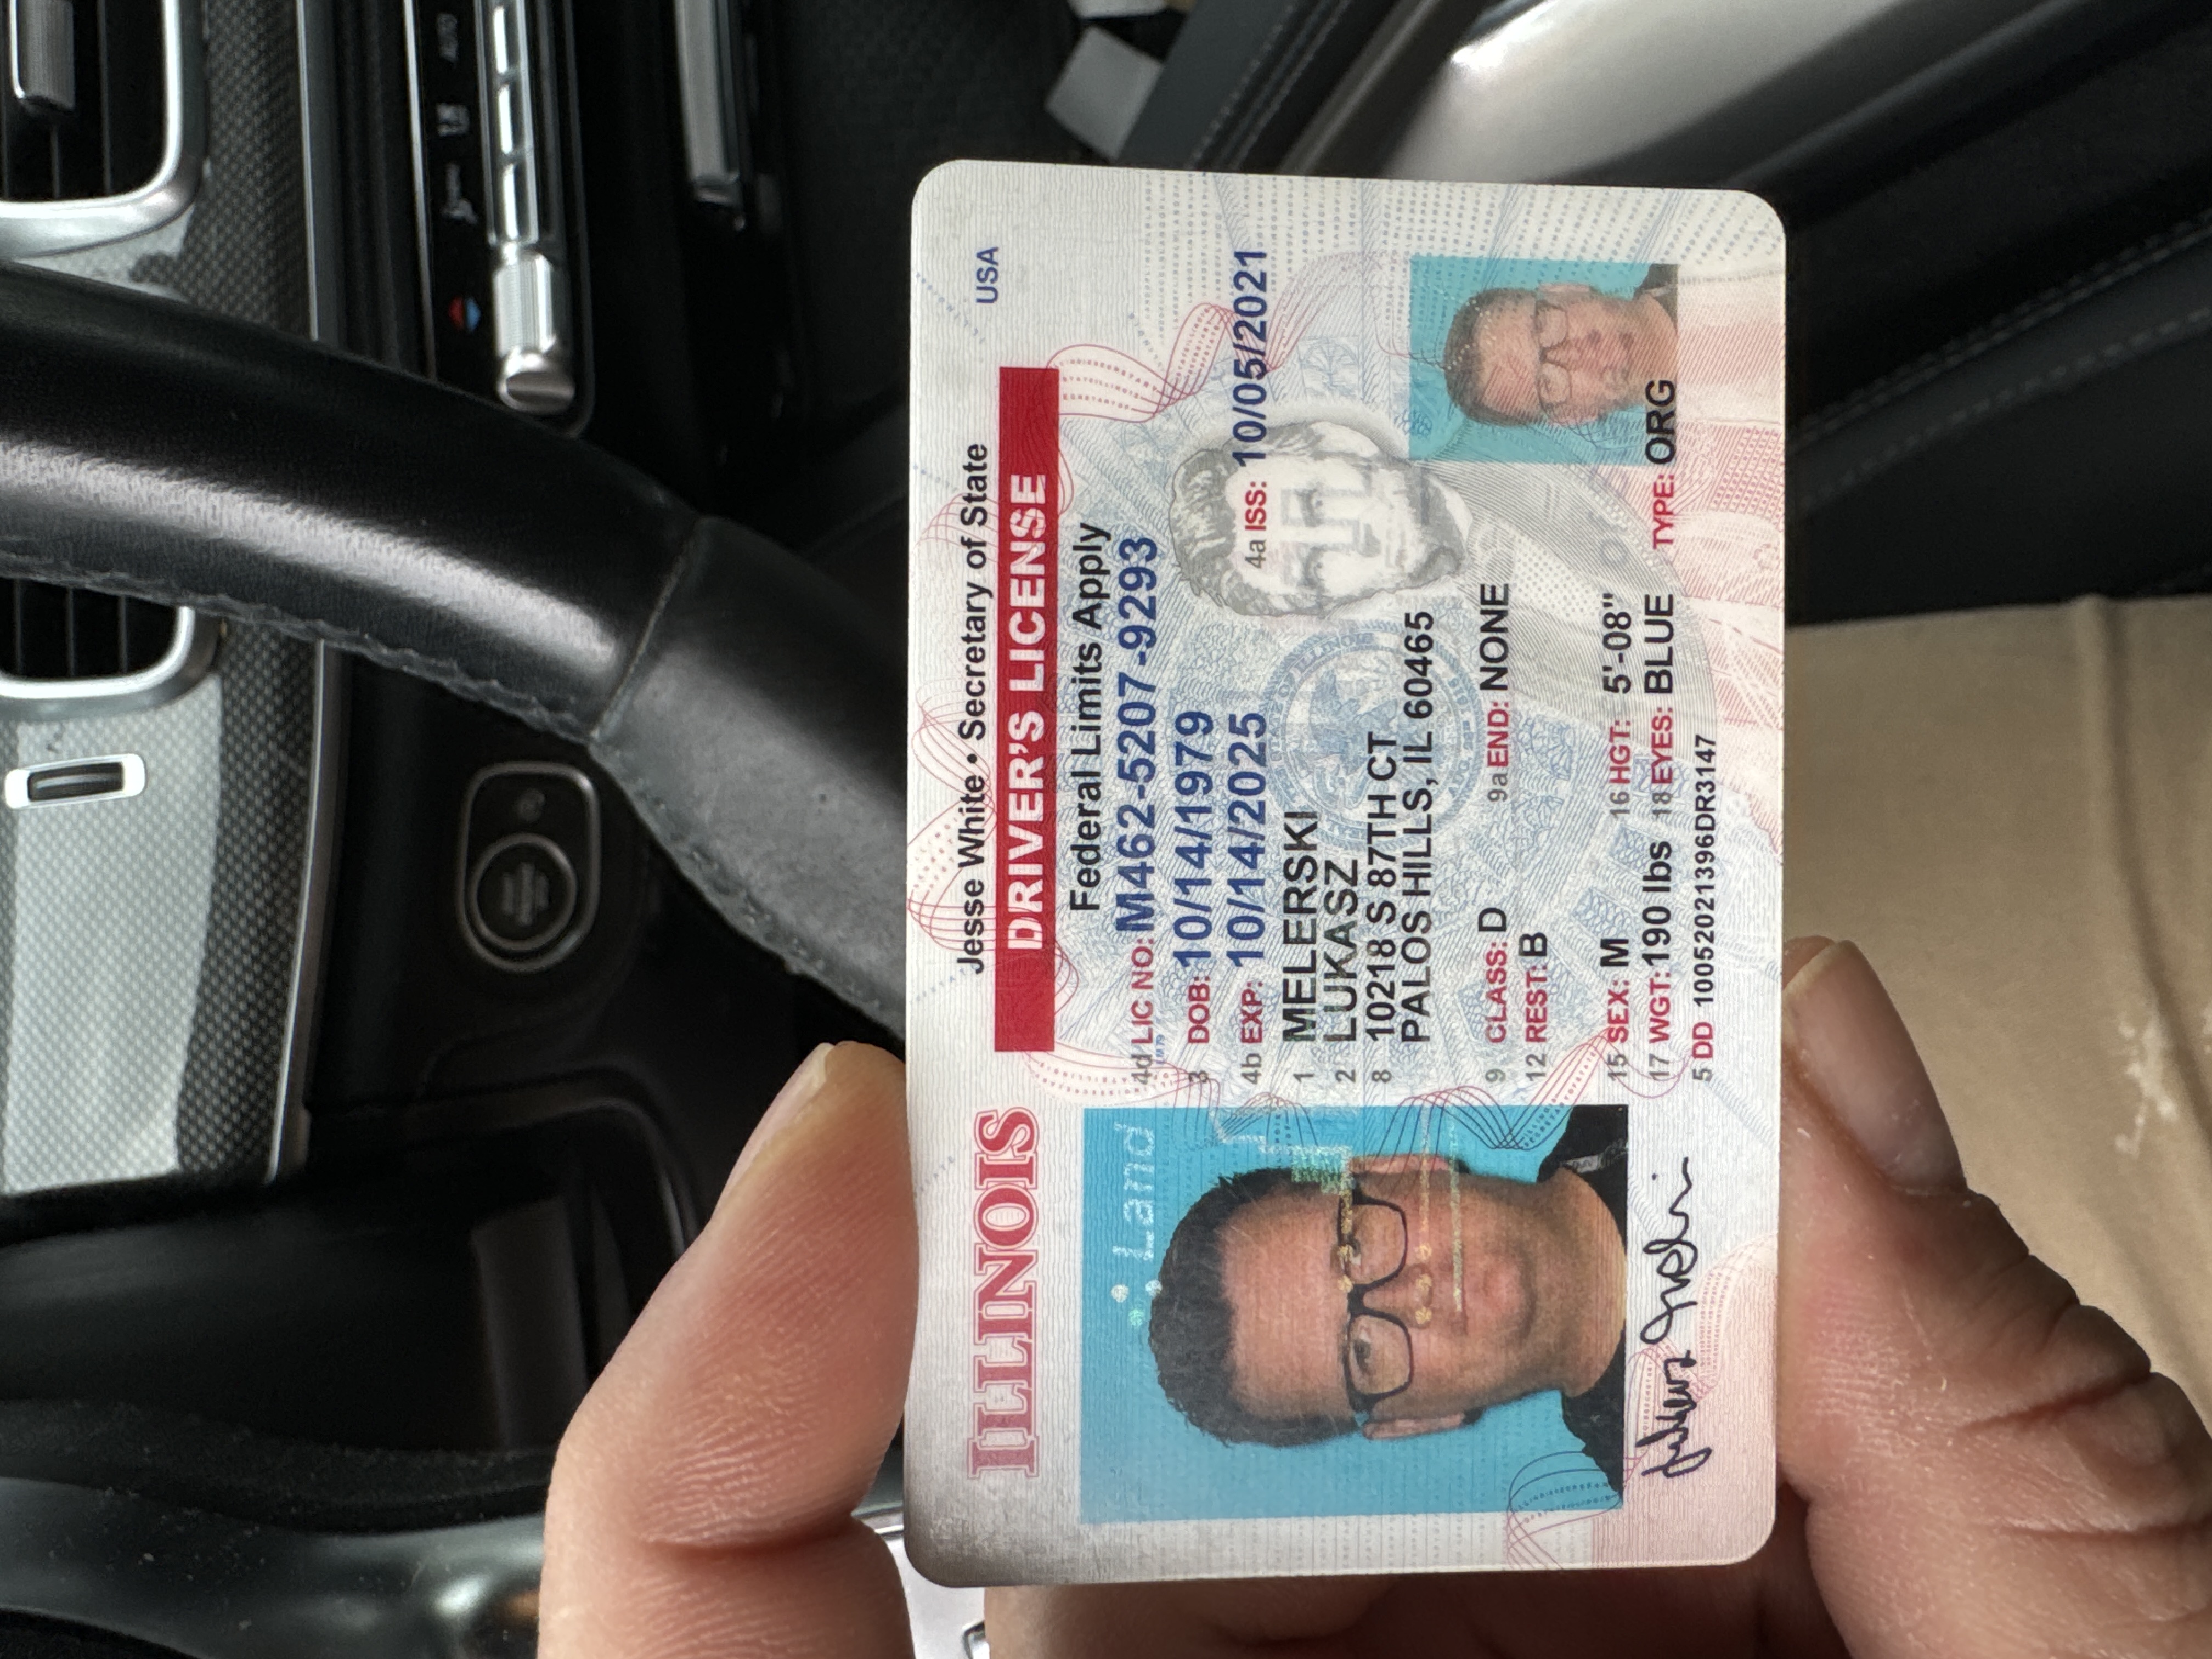 AUTO
ILLINOIS
Jesse White • Secretary of State
USA
DRIVER'S LICENSE
Federal Limits Apply
Land
4d LIC NO: M462-5207-9293
3 DOB: 10/14/1979
4b EXP: 10/14/2025
4a ISS: 10/05/2021
1 MELERSKI
2 LUKASZ
8 10218 S 87TH CT
PALOS HILLS, IL 60465
9 CLASS: D 9a END: NONE
12 REST: B
15 SEX: M 16 HGT: 5'-08"
17 WGT: 190 lbs 18 EYES: BLUE TYPE: ORG
5 DD 10052021396DR3147